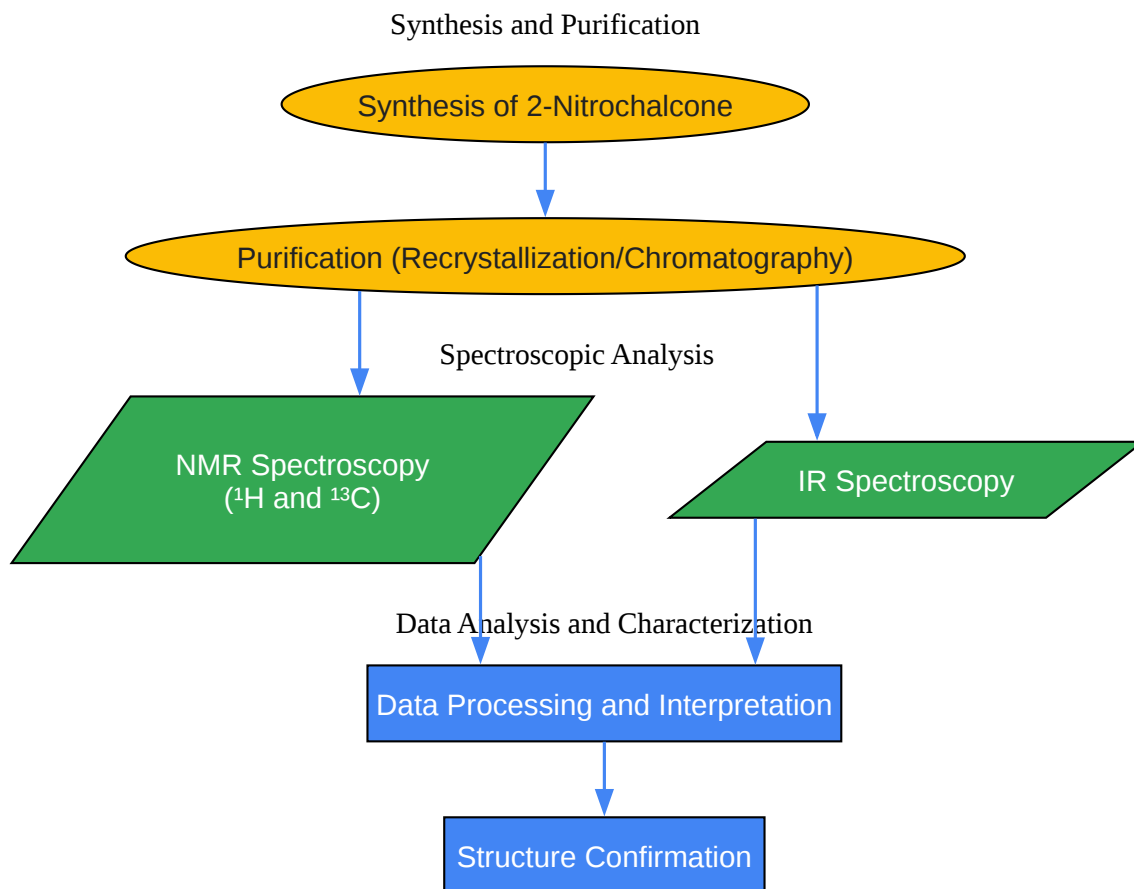 Synthesis and Purification
Synthesis of 2-Nitrochalcone
Purification (Recrystallization/Chromatography)
Spectroscopic Analysis
NMR Spectroscopy
(¹H and ¹³C)
IR Spectroscopy
Data Analysis and Characterization
Data Processing and Interpretation
Structure Confirmation